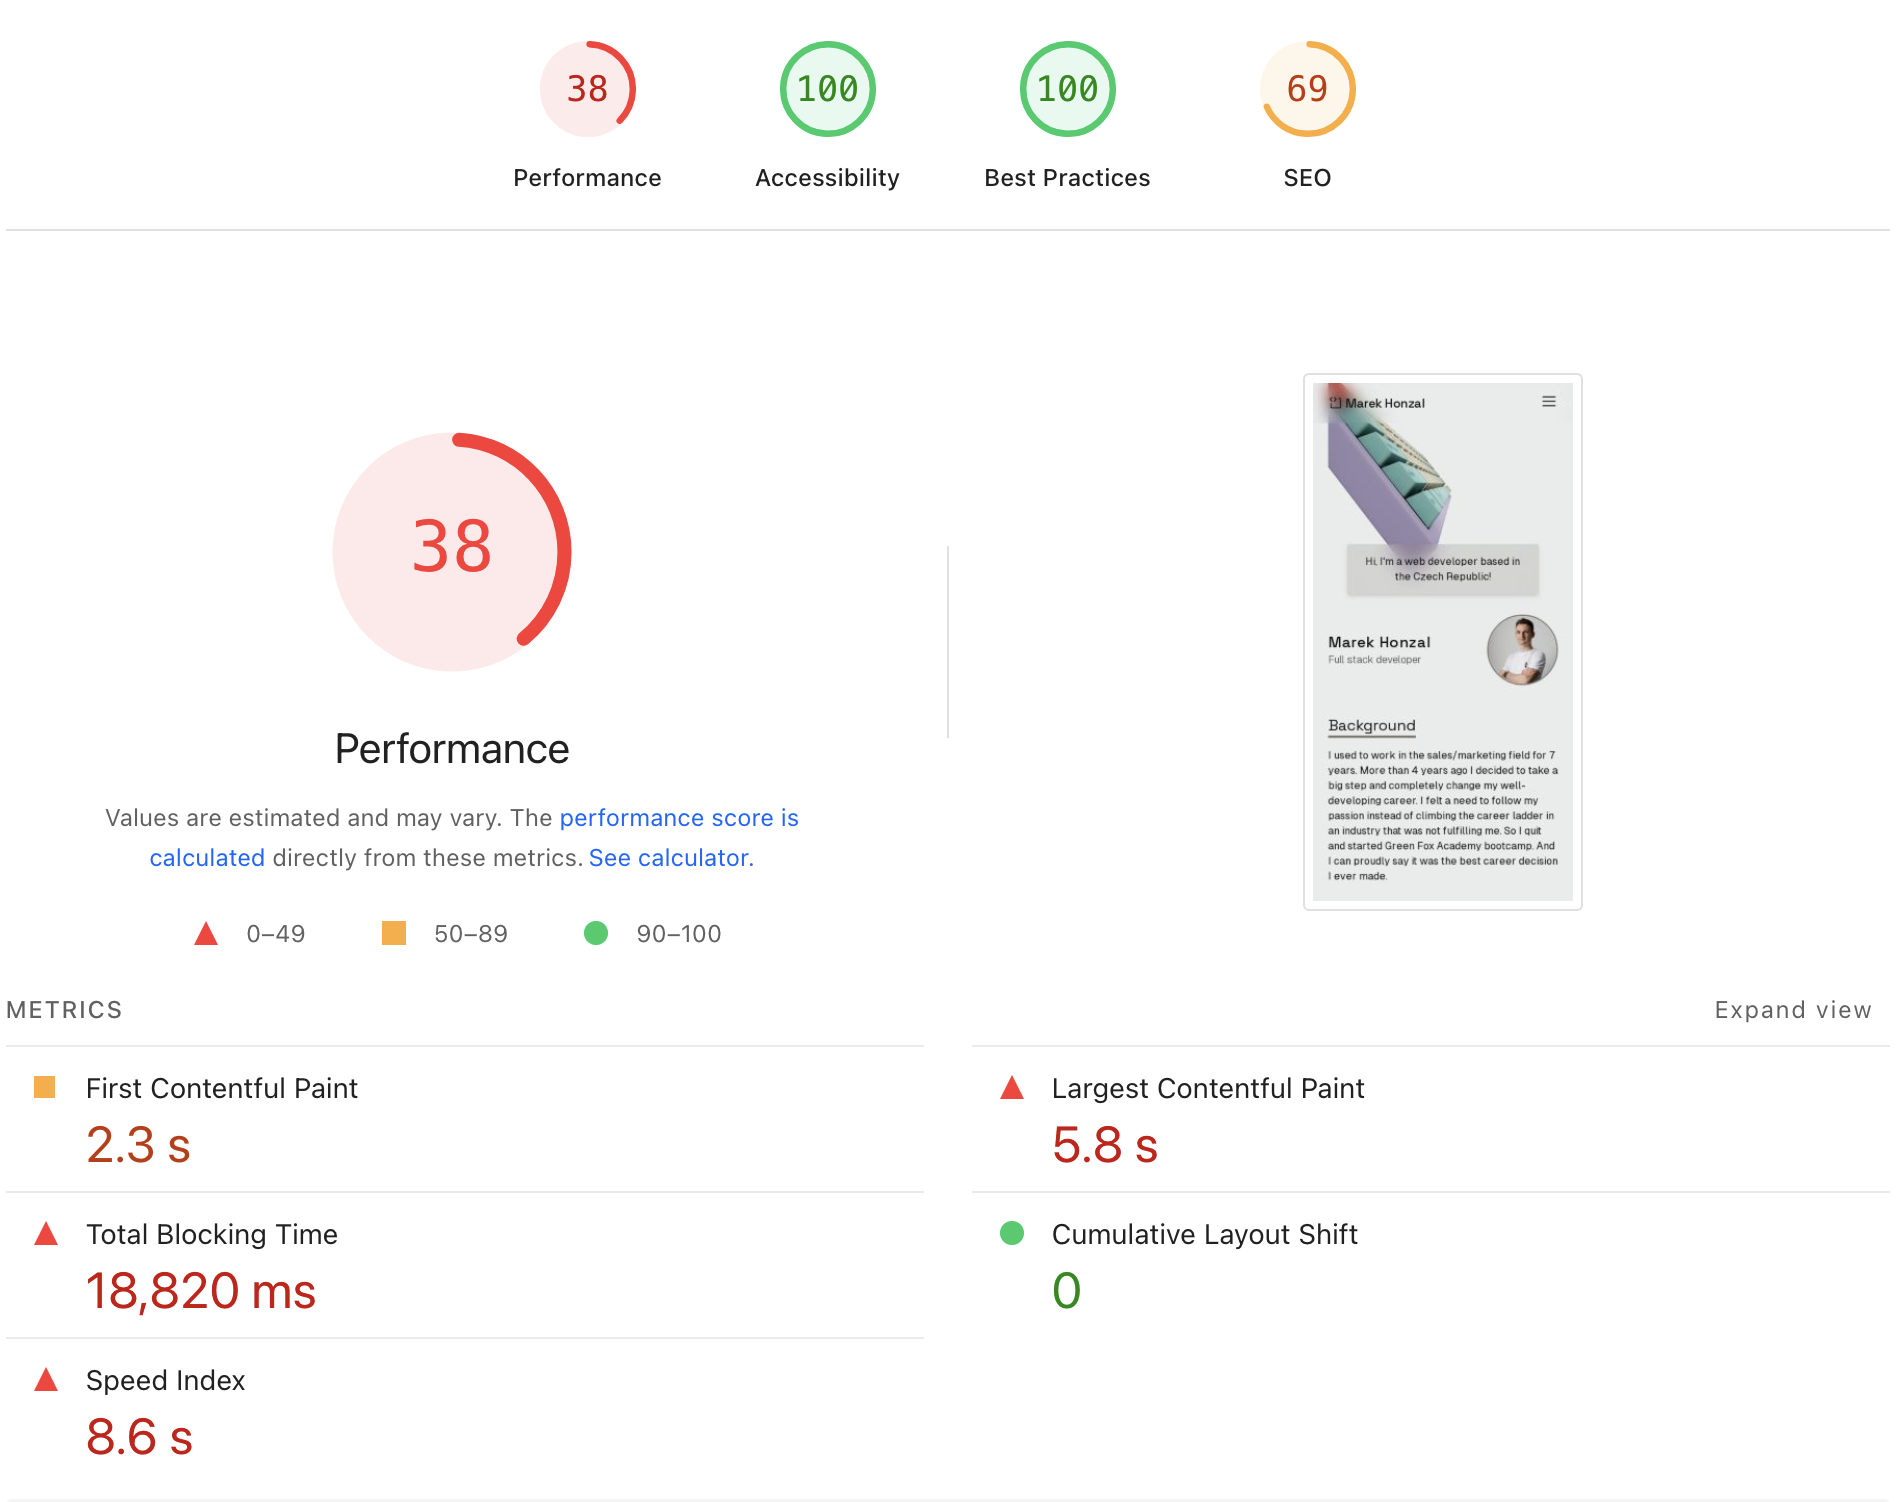 38
100
100
69
Performance
Accessibility
Best Practices
SEO
38
Performance
Values are estimated and may vary. The performance score is
calculated directly from these metrics. See calculator.
0–49
50–89
90–100
Marek Honzal
Hi, I'm a web developer based in
the Czech Republic!
Marek Honzal
Full stack developer
Background
I used to work in the sales/marketing field for 7
years. More than 4 years ago I decided to take a
big step and completely change my well-
developing career. I felt a need to follow my
passion instead of climbing the career ladder in
an industry that was not fulfilling me. So I quit
and started Green Fox Academy bootcamp. And
I can proudly say it was the best career decision
I ever made.
METRICS
Expand view
First Contentful Paint
2.3 s
Largest Contentful Paint
5.8 s
Total Blocking Time
18,820 ms
Cumulative Layout Shift
0
Speed Index
8.6 s